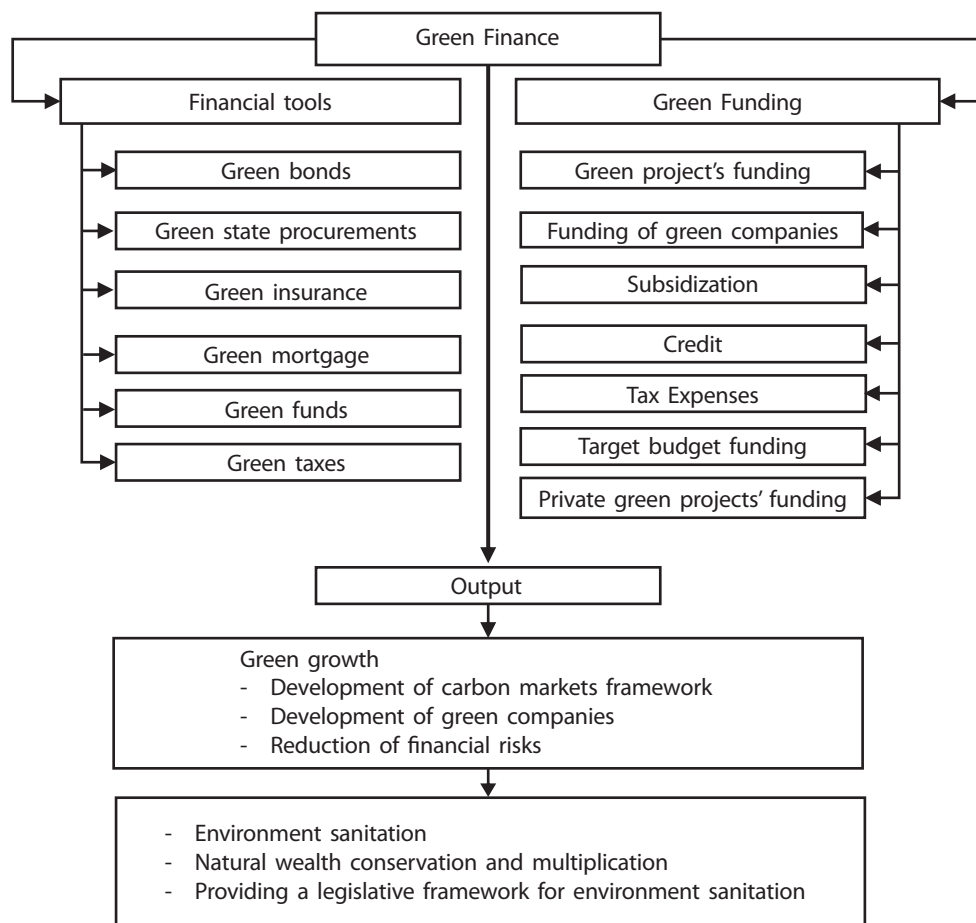 Green Finance
Financial tools
Green bonds
Green state procurements
Green insurance
Green mortgage
Green funds
Green taxes
Green Funding
Green project's funding
Funding of green companies
Subsidization
Credit
Tax Expenses
Target budget funding
Private green projects' funding
Output
Green growth
- Development of carbon markets framework
- Development of green companies
- Reduction of financial risks
- Environment sanitation
- Natural wealth conservation and multiplication
- Providing a legislative framework for environment sanitation